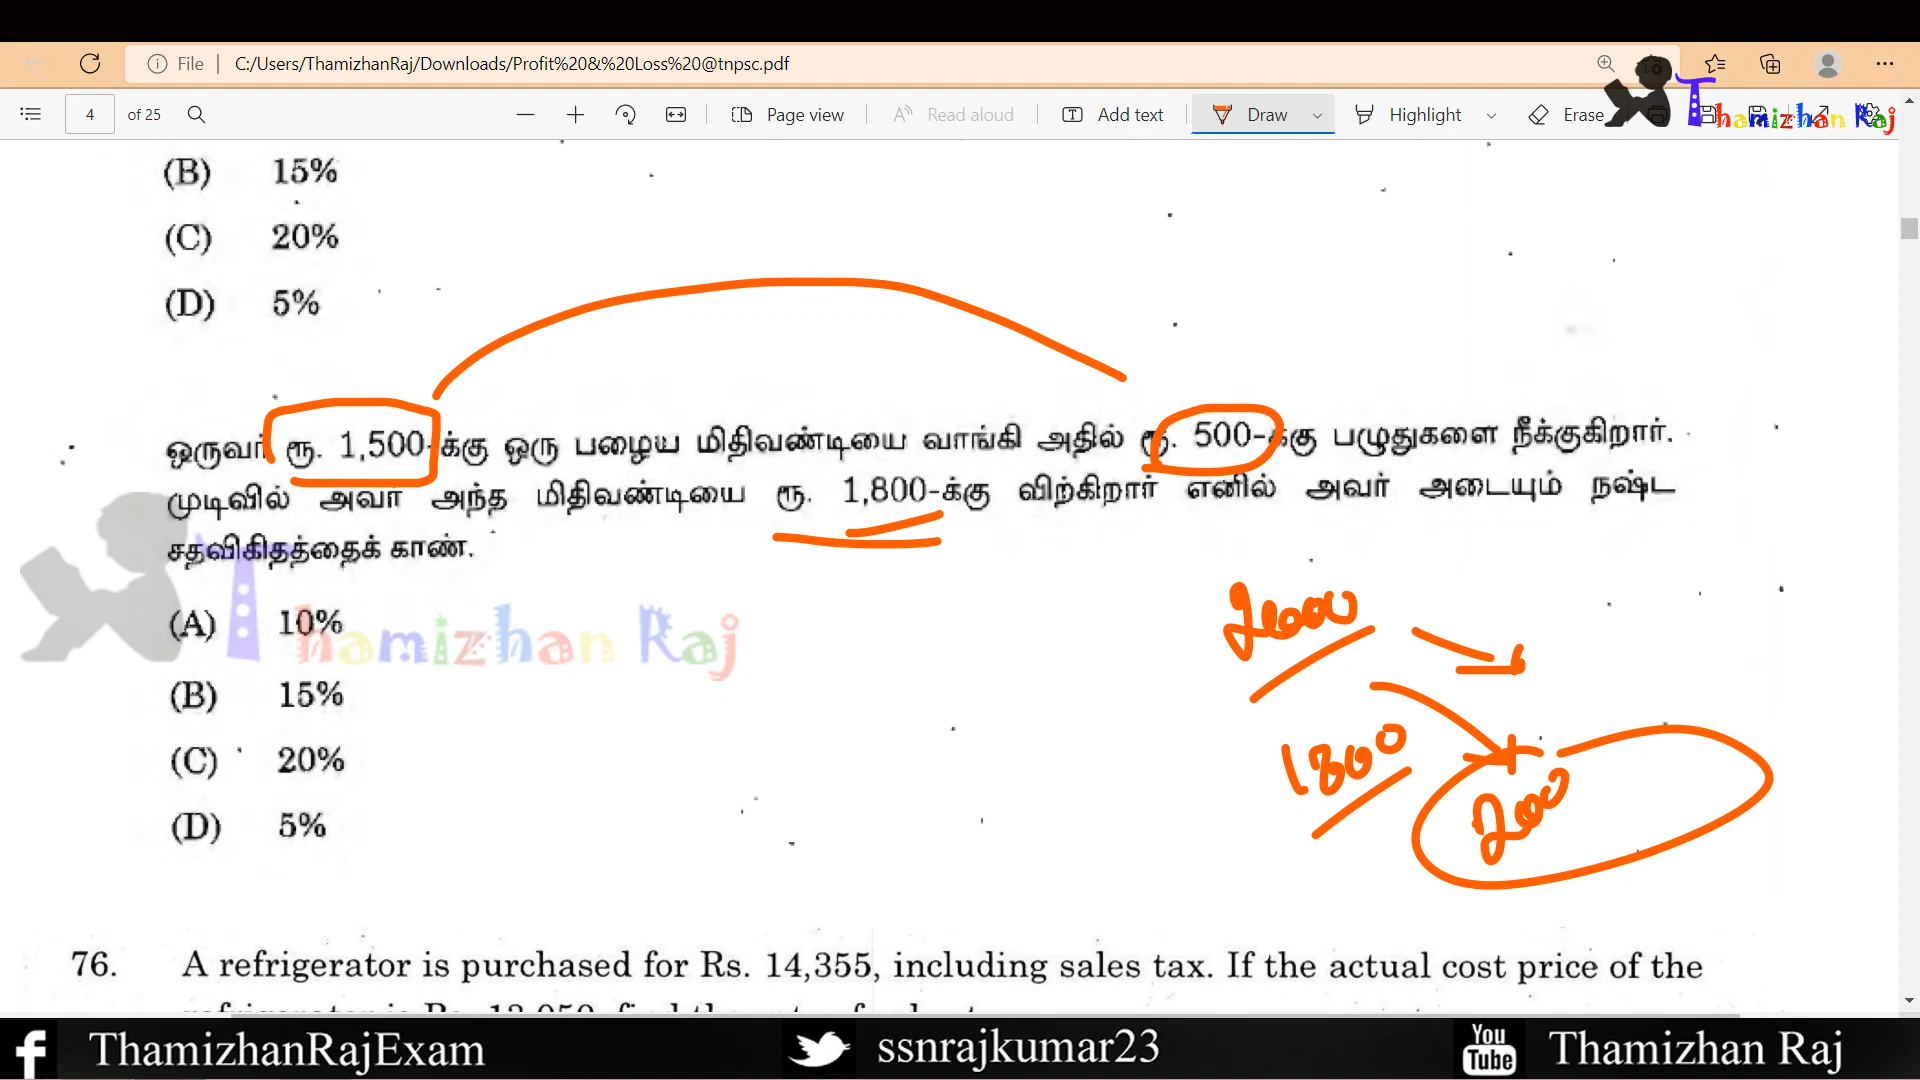 File C:/Users/ThamizhanRaj/Downloads/Profit%20&%20Loss%20@tnpsc.pdf
4 of 25 Page view Read aloud Add text Draw Highlight Erase
Thamizhan Raj
(B) 15%
(C) 20%
(D) 5%
ஒருவர் ரூ. 1,500-க்கு ஒரு பழைய மிதிவண்டியை வாங்கி அதில் ரூ. 500-க்கு பழுதுகளை நீக்குகிறார்.
முடிவில் அவர் அந்த மிதிவண்டியை ரூ. 1,800-க்கு விற்கிறார் எனில் அவர் அடையும் நஷ்ட
சதவிகிதத்தைக் காண்.
2000
(A) 10%
Thamizhan Raj
(B) 15%
1800
(C) 20%
200
(D) 5%
76. A refrigerator is purchased for Rs. 14,355, including sales tax. If the actual cost price of the
ThamizhanRajExam ssnrajkumar23 You Tube Thamizhan Raj